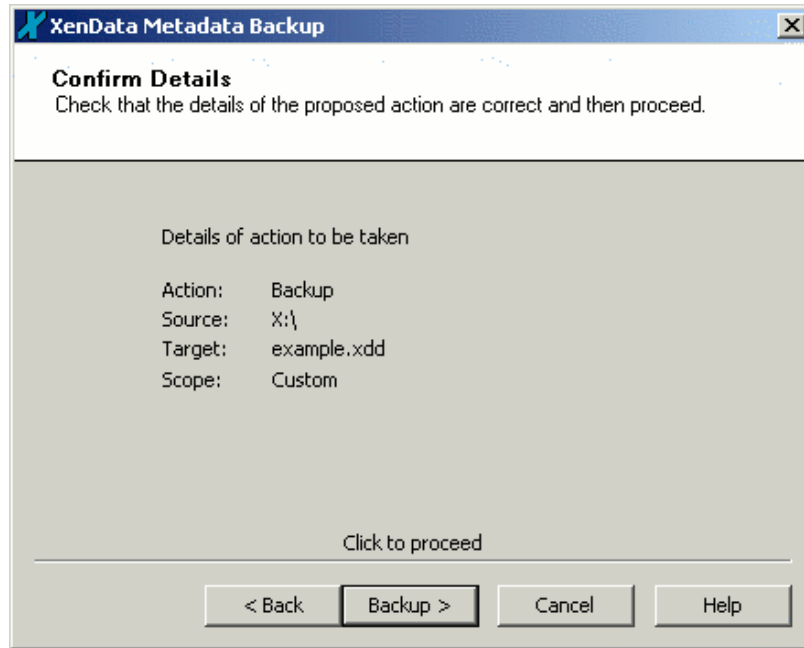 XenData Metadata Backup
Confirm Details
Check that the details of the proposed action are correct and then proceed.
Details of action to be taken
Action: Backup
Source: X:\
Target: example.xdd
Scope: Custom
Click to proceed
< Back Backup > Cancel Help